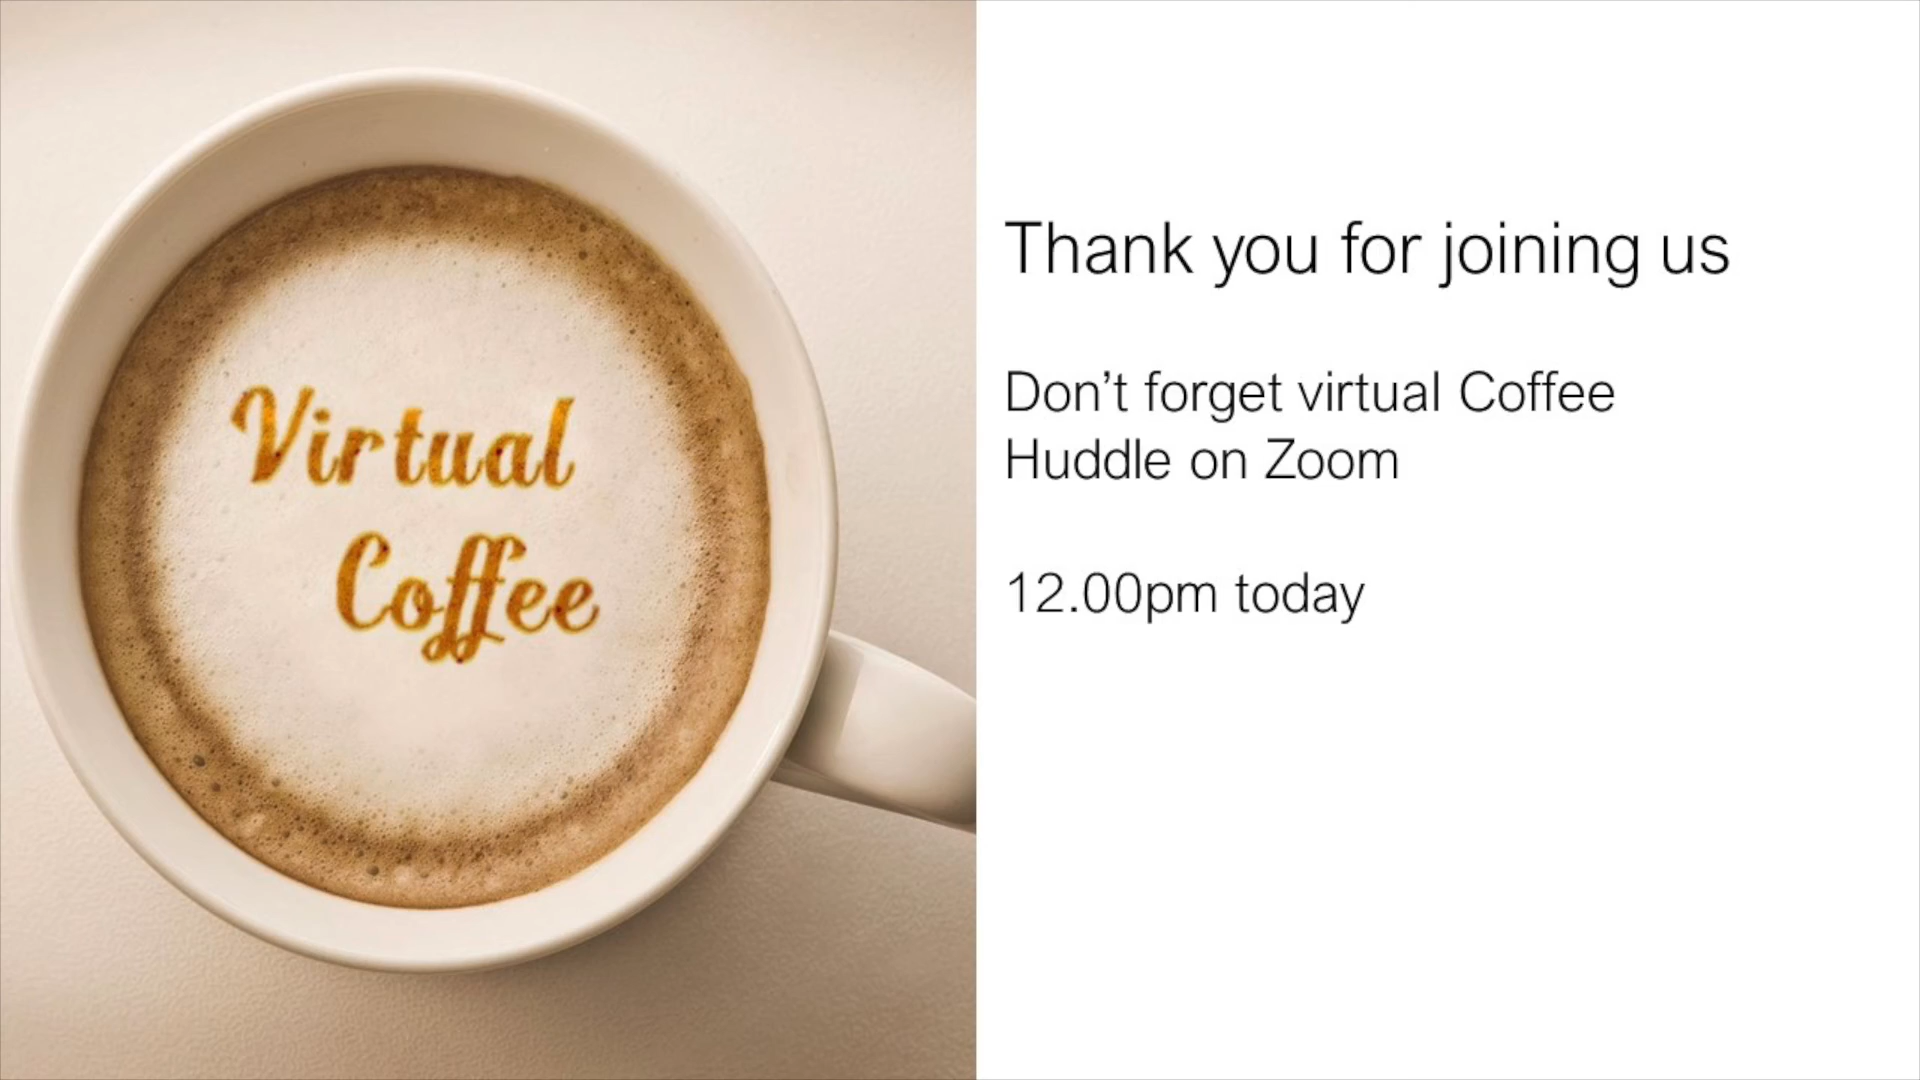 Virtual
Coffee
Thank you for joining us
Don’t forget virtual Coffee
Huddle on Zoom
12.00pm today